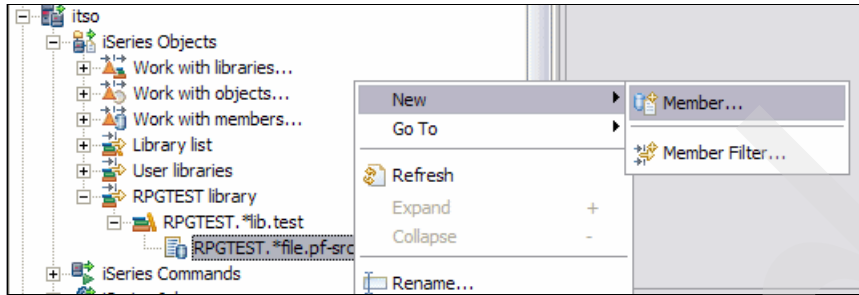 itso
iSeries Objects
Work with libraries...
Work with objects...
Work with members...
Library list
User libraries
RPGTEST library
RPGTEST.*lib.test
RPGTEST.*file.pf-src
iSeries Commands
New
Go To
Refresh
Expand +
Collapse -
Rename...
Member...
Member Filter...